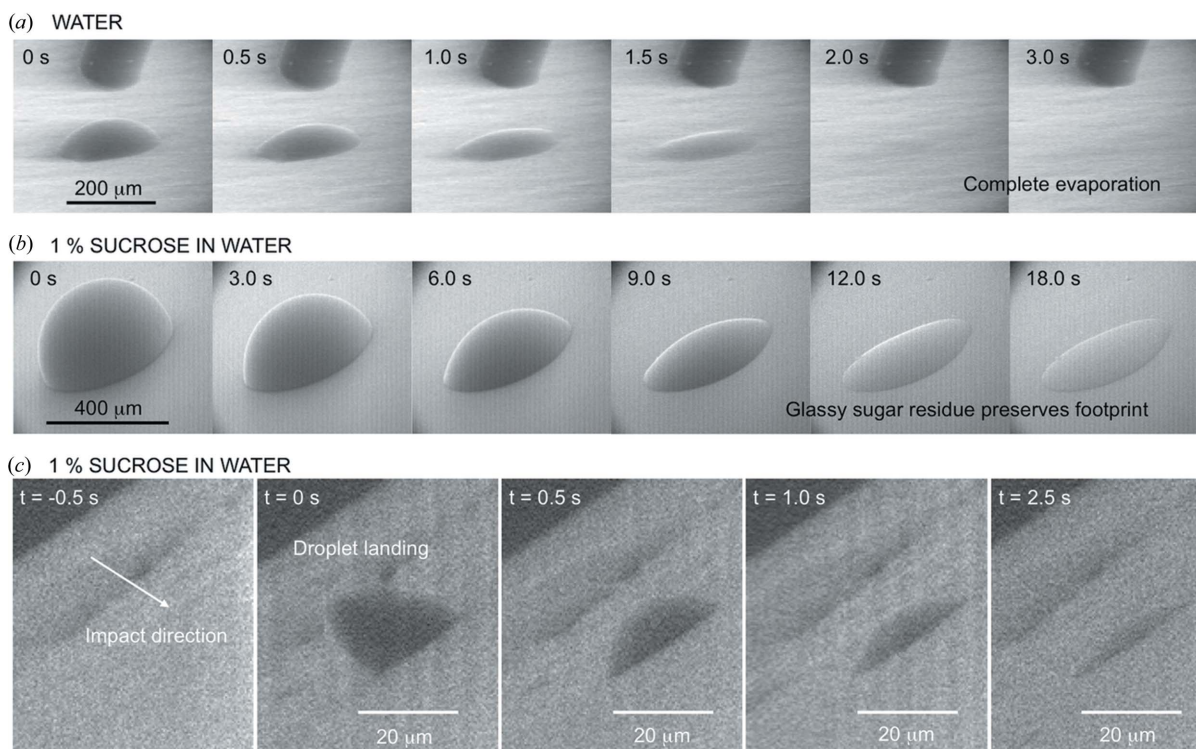 (a) WATER
0 s
0.5 s
1.0 s
1.5 s
2.0 s
3.0 s
200 μm
Complete evaporation
(b) 1 % SUCROSE IN WATER
0 s
3.0 s
6.0 s
9.0 s
12.0 s
18.0 s
400 μm
Glassy sugar residue preserves footprint
(c) 1 % SUCROSE IN WATER
t = -0.5 s
t = 0 s
t = 0.5 s
t = 1.0 s
t = 2.5 s
Droplet landing
Impact direction
20 μm
20 μm
20 μm
20 μm